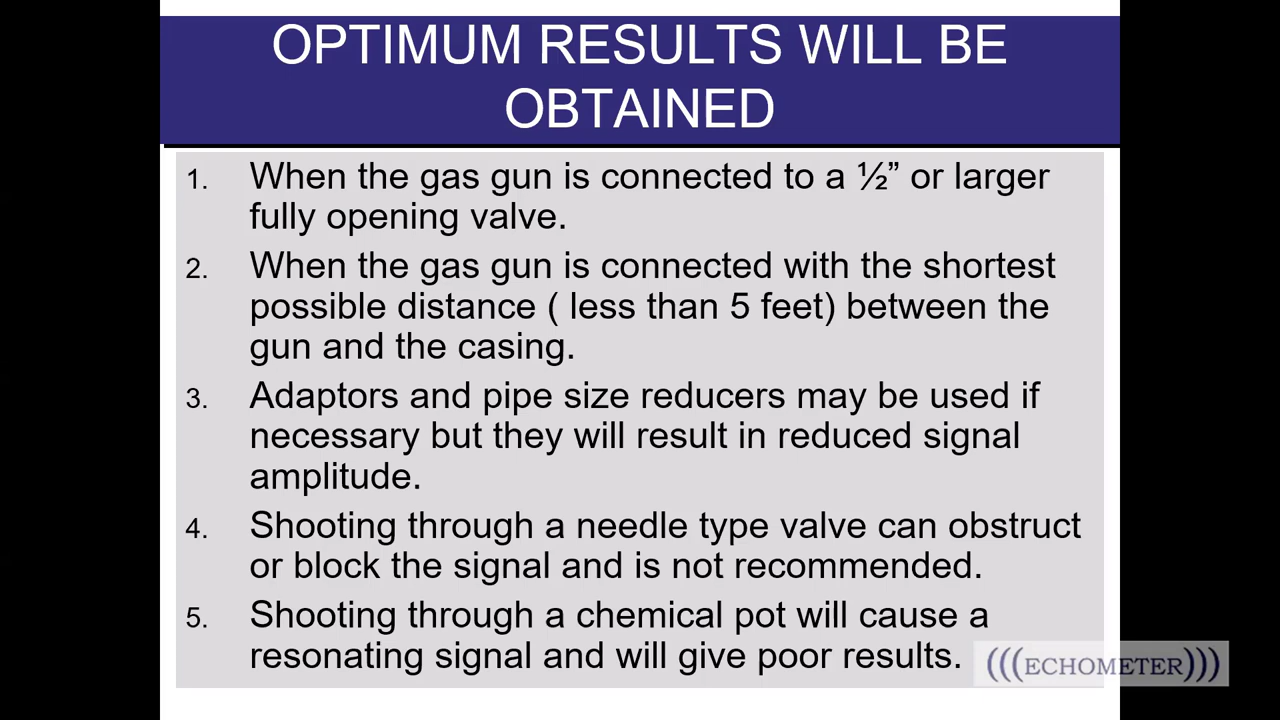 OPTIMUM RESULTS WILL BE
OBTAINED
1. When the gas gun is connected to a ½” or larger
fully opening valve.
2. When the gas gun is connected with the shortest
possible distance ( less than 5 feet) between the
gun and the casing.
3. Adaptors and pipe size reducers may be used if
necessary but they will result in reduced signal
amplitude.
4. Shooting through a needle type valve can obstruct
or block the signal and is not recommended.
5. Shooting through a chemical pot will cause a
resonating signal and will give poor results.
(((ECHOMETER)))